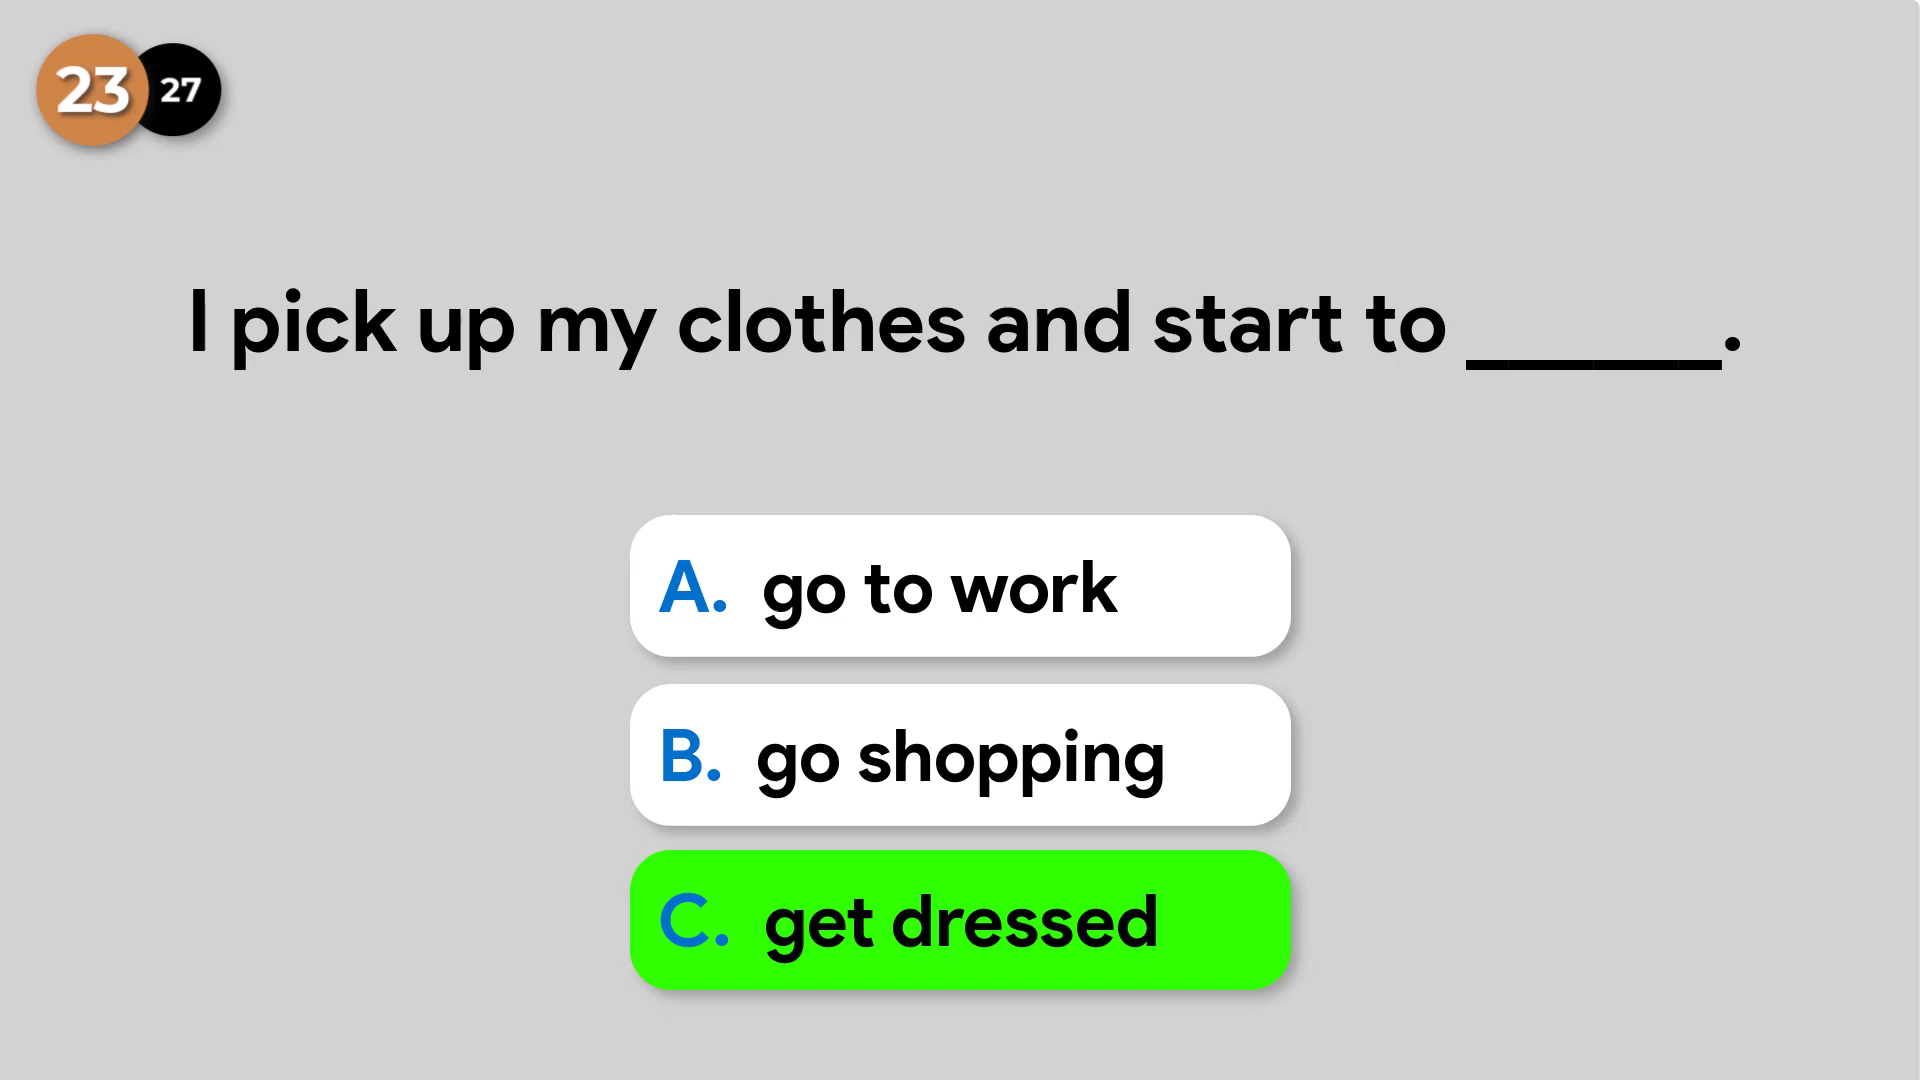 23 27
I pick up my clothes and start to ______.
A. go to work
B. go shopping
C. get dressed